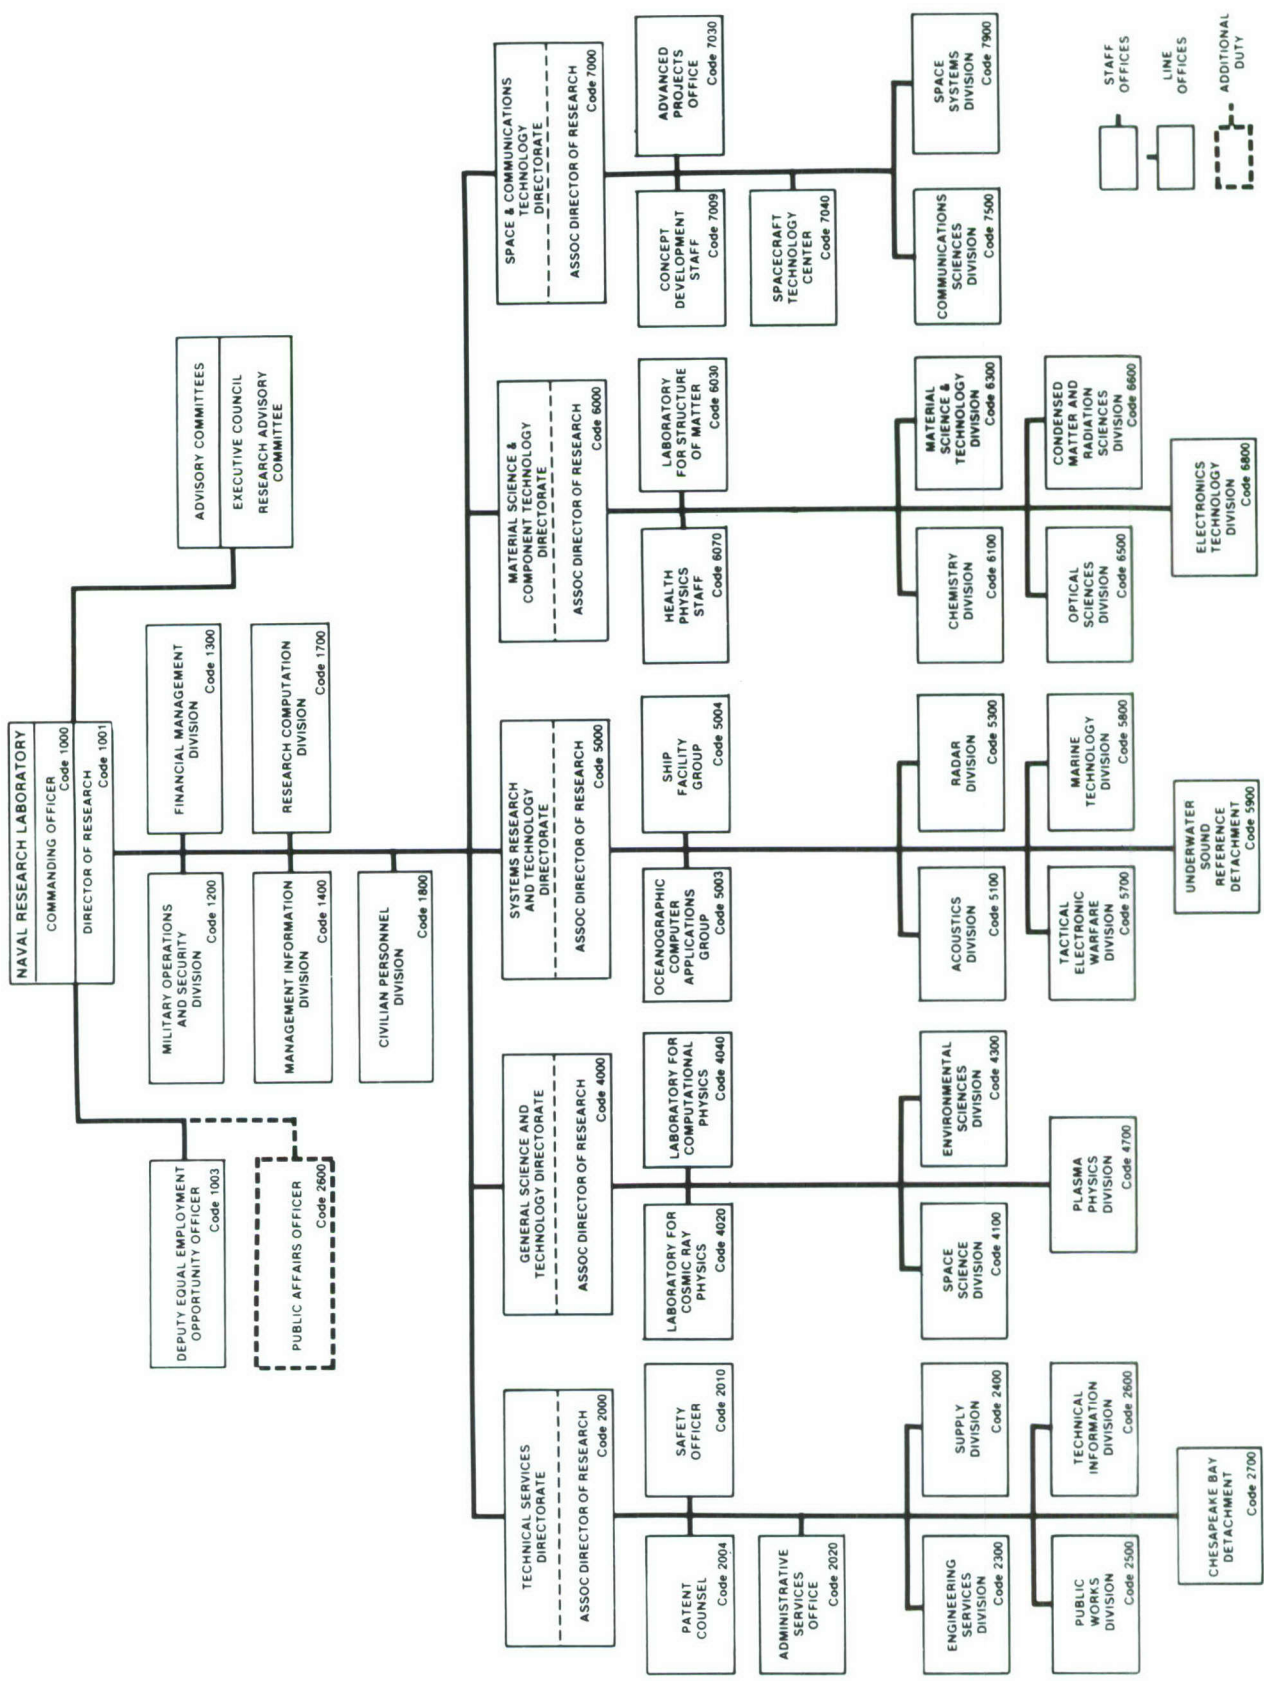 NAVAL RESEARCH LABORATORY
COMMANDING OFFICER
Code 1000
DIRECTOR OF RESEARCH
Code 1001
ADVISORY COMMITTEES
EXECUTIVE COUNCIL
RESEARCH ADVISORY
COMMITTEE
DEPUTY EQUAL EMPLOYMENT
OPPORTUNITY OFFICER
Code 1003
PUBLIC AFFAIRS OFFICER
Code 2600
MILITARY OPERATIONS
AND SECURITY
DIVISION
Code 1200
FINANCIAL MANAGEMENT
DIVISION
Code 1300
MANAGEMENT INFORMATION
DIVISION
Code 1400
RESEARCH COMPUTATION
DIVISION
Code 1700
CIVILIAN PERSONNEL
DIVISION
Code 1800
TECHNICAL SERVICES
DIRECTORATE
ASSOC DIRECTOR OF RESEARCH
Code 2000
PATENT
COUNSEL
Code 2004
SAFETY
OFFICER
Code 2010
ADMINISTRATIVE
SERVICES
OFFICE
Code 2020
ENGINEERING
SERVICES
DIVISION
Code 2300
SUPPLY
DIVISION
Code 2400
PUBLIC
WORKS
DIVISION
Code 2500
TECHNICAL
INFORMATION
DIVISION
Code 2600
CHESAPEAKE BAY
DETACHMENT
Code 2700
GENERAL SCIENCE AND
TECHNOLOGY DIRECTORATE
ASSOC DIRECTOR OF RESEARCH
Code 4000
LABORATORY FOR
COSMIC RAY
PHYSICS
Code 4020
LABORATORY FOR
COMPUTATIONAL
PHYSICS
Code 4040
SPACE
SCIENCE
DIVISION
Code 4100
ENVIRONMENTAL
SCIENCES
DIVISION
Code 4300
PLASMA
PHYSICS
DIVISION
Code 4700
SYSTEMS RESEARCH
AND TECHNOLOGY
DIRECTORATE
ASSOC DIRECTOR OF RESEARCH
Code 5000
OCEANOGRAPHIC
COMPUTER
APPLICATIONS
GROUP
Code 5003
SHIP
FACILITY
GROUP
Code 5004
ACOUSTICS
DIVISION
Code 5100
RADAR
DIVISION
Code 5300
TACTICAL
ELECTRONIC
WARFARE
DIVISION
Code 5700
MARINE
TECHNOLOGY
DIVISION
Code 5800
UNDERWATER
SOUND
REFERENCE
DETACHMENT
Code 5900
MATERIAL SCIENCE &
COMPONENT TECHNOLOGY
DIRECTORATE
ASSOC DIRECTOR OF RESEARCH
Code 6000
HEALTH
PHYSICS
STAFF
Code 6070
LABORATORY
FOR STRUCTURE
OF MATTER
Code 6030
CHEMISTRY
DIVISION
Code 6100
MATERIAL
SCIENCE &
TECHNOLOGY
DIVISION
Code 6300
OPTICAL
SCIENCES
DIVISION
Code 6500
CONDENSED
MATTER AND
RADIATION
SCIENCES
DIVISION
Code 6600
ELECTRONICS
TECHNOLOGY
DIVISION
Code 6800
SPACE & COMMUNICATIONS
TECHNOLOGY
DIRECTORATE
ASSOC DIRECTOR OF RESEARCH
Code 7000
CONCEPT
DEVELOPMENT
STAFF
Code 7009
ADVANCED
PROJECTS
OFFICE
Code 7030
SPACECRAFT
TECHNOLOGY
CENTER
Code 7040
COMMUNICATIONS
SCIENCES
DIVISION
Code 7500
SPACE
SYSTEMS
DIVISION
Code 7900
STAFF
OFFICES
LINE
OFFICES
ADDITIONAL
DUTY